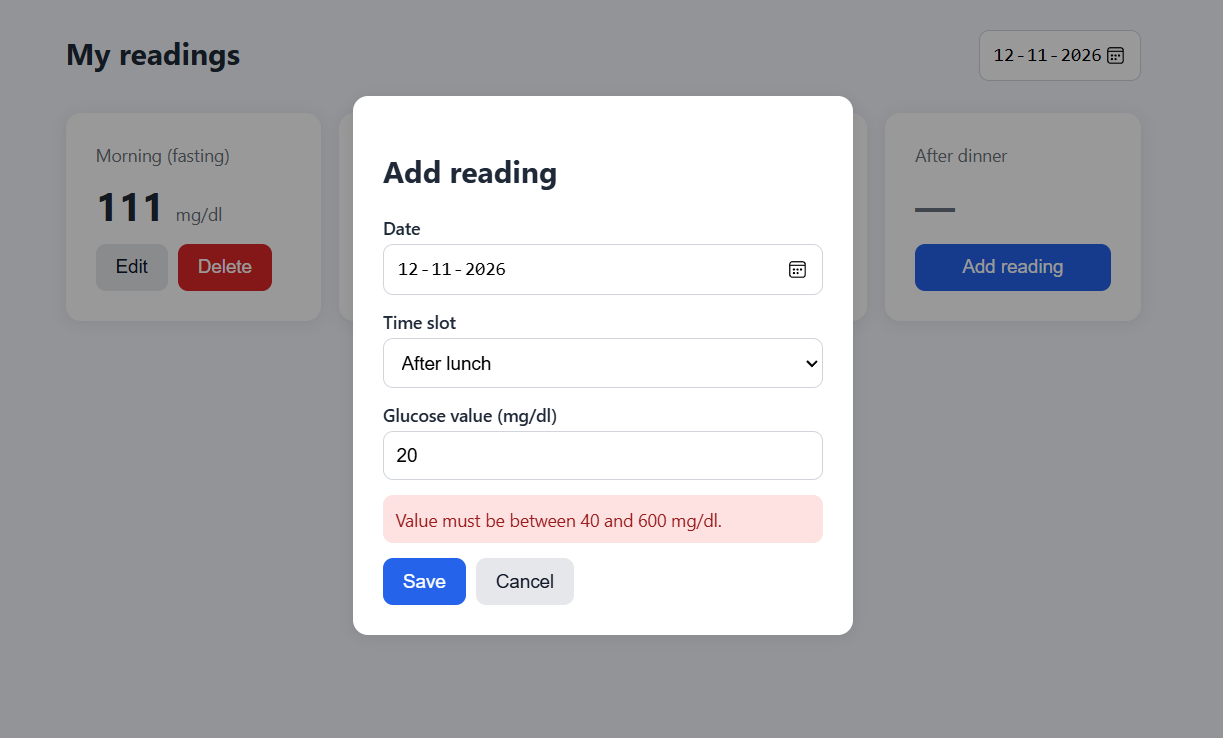 My readings
12-11-2026
Morning (fasting)
111 mg/dl
Edit Delete
After dinner
—
Add reading
Add reading
Date
12-11-2026
Time slot
After lunch
Glucose value (mg/dl)
20
Value must be between 40 and 600 mg/dl.
Save Cancel